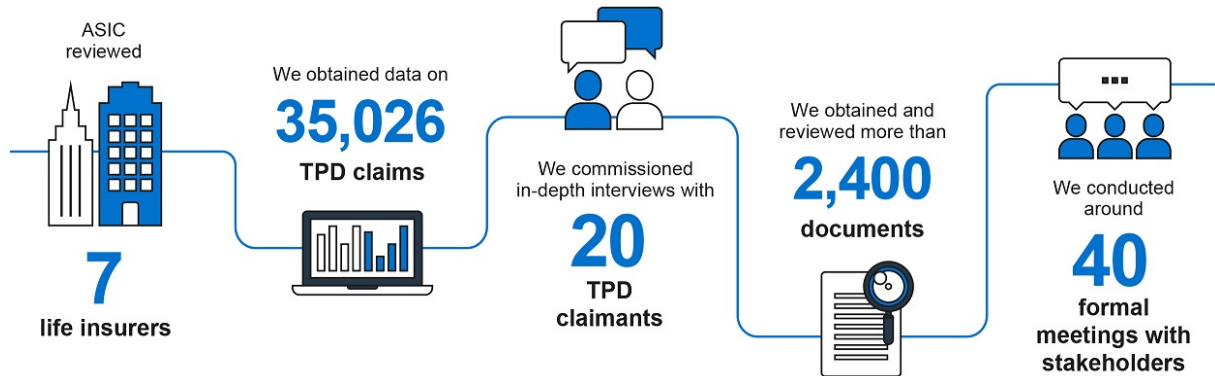 ASIC
reviewed
7
life insurers
We obtained data on
35,026
TPD claims
We commissioned
in-depth interviews with
20
TPD
claimants
We obtained and
reviewed more than
2,400
documents
We conducted
around
40
formal
meetings with
stakeholders